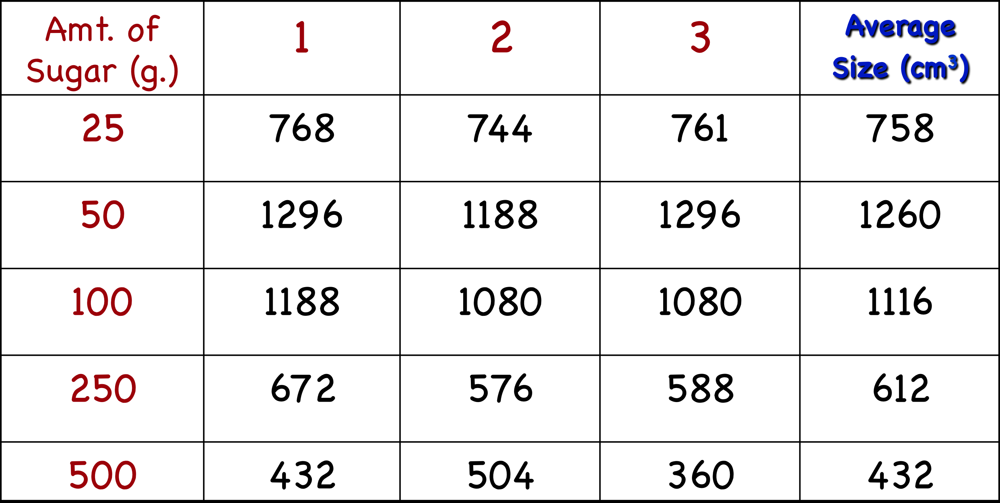 Amt. of
Sugar (g.) 1 2 3 Average
Size (cm³)
25 768 744 761 758
50 1296 1188 1296 1260
100 1188 1080 1080 1116
250 672 576 588 612
500 432 504 360 432